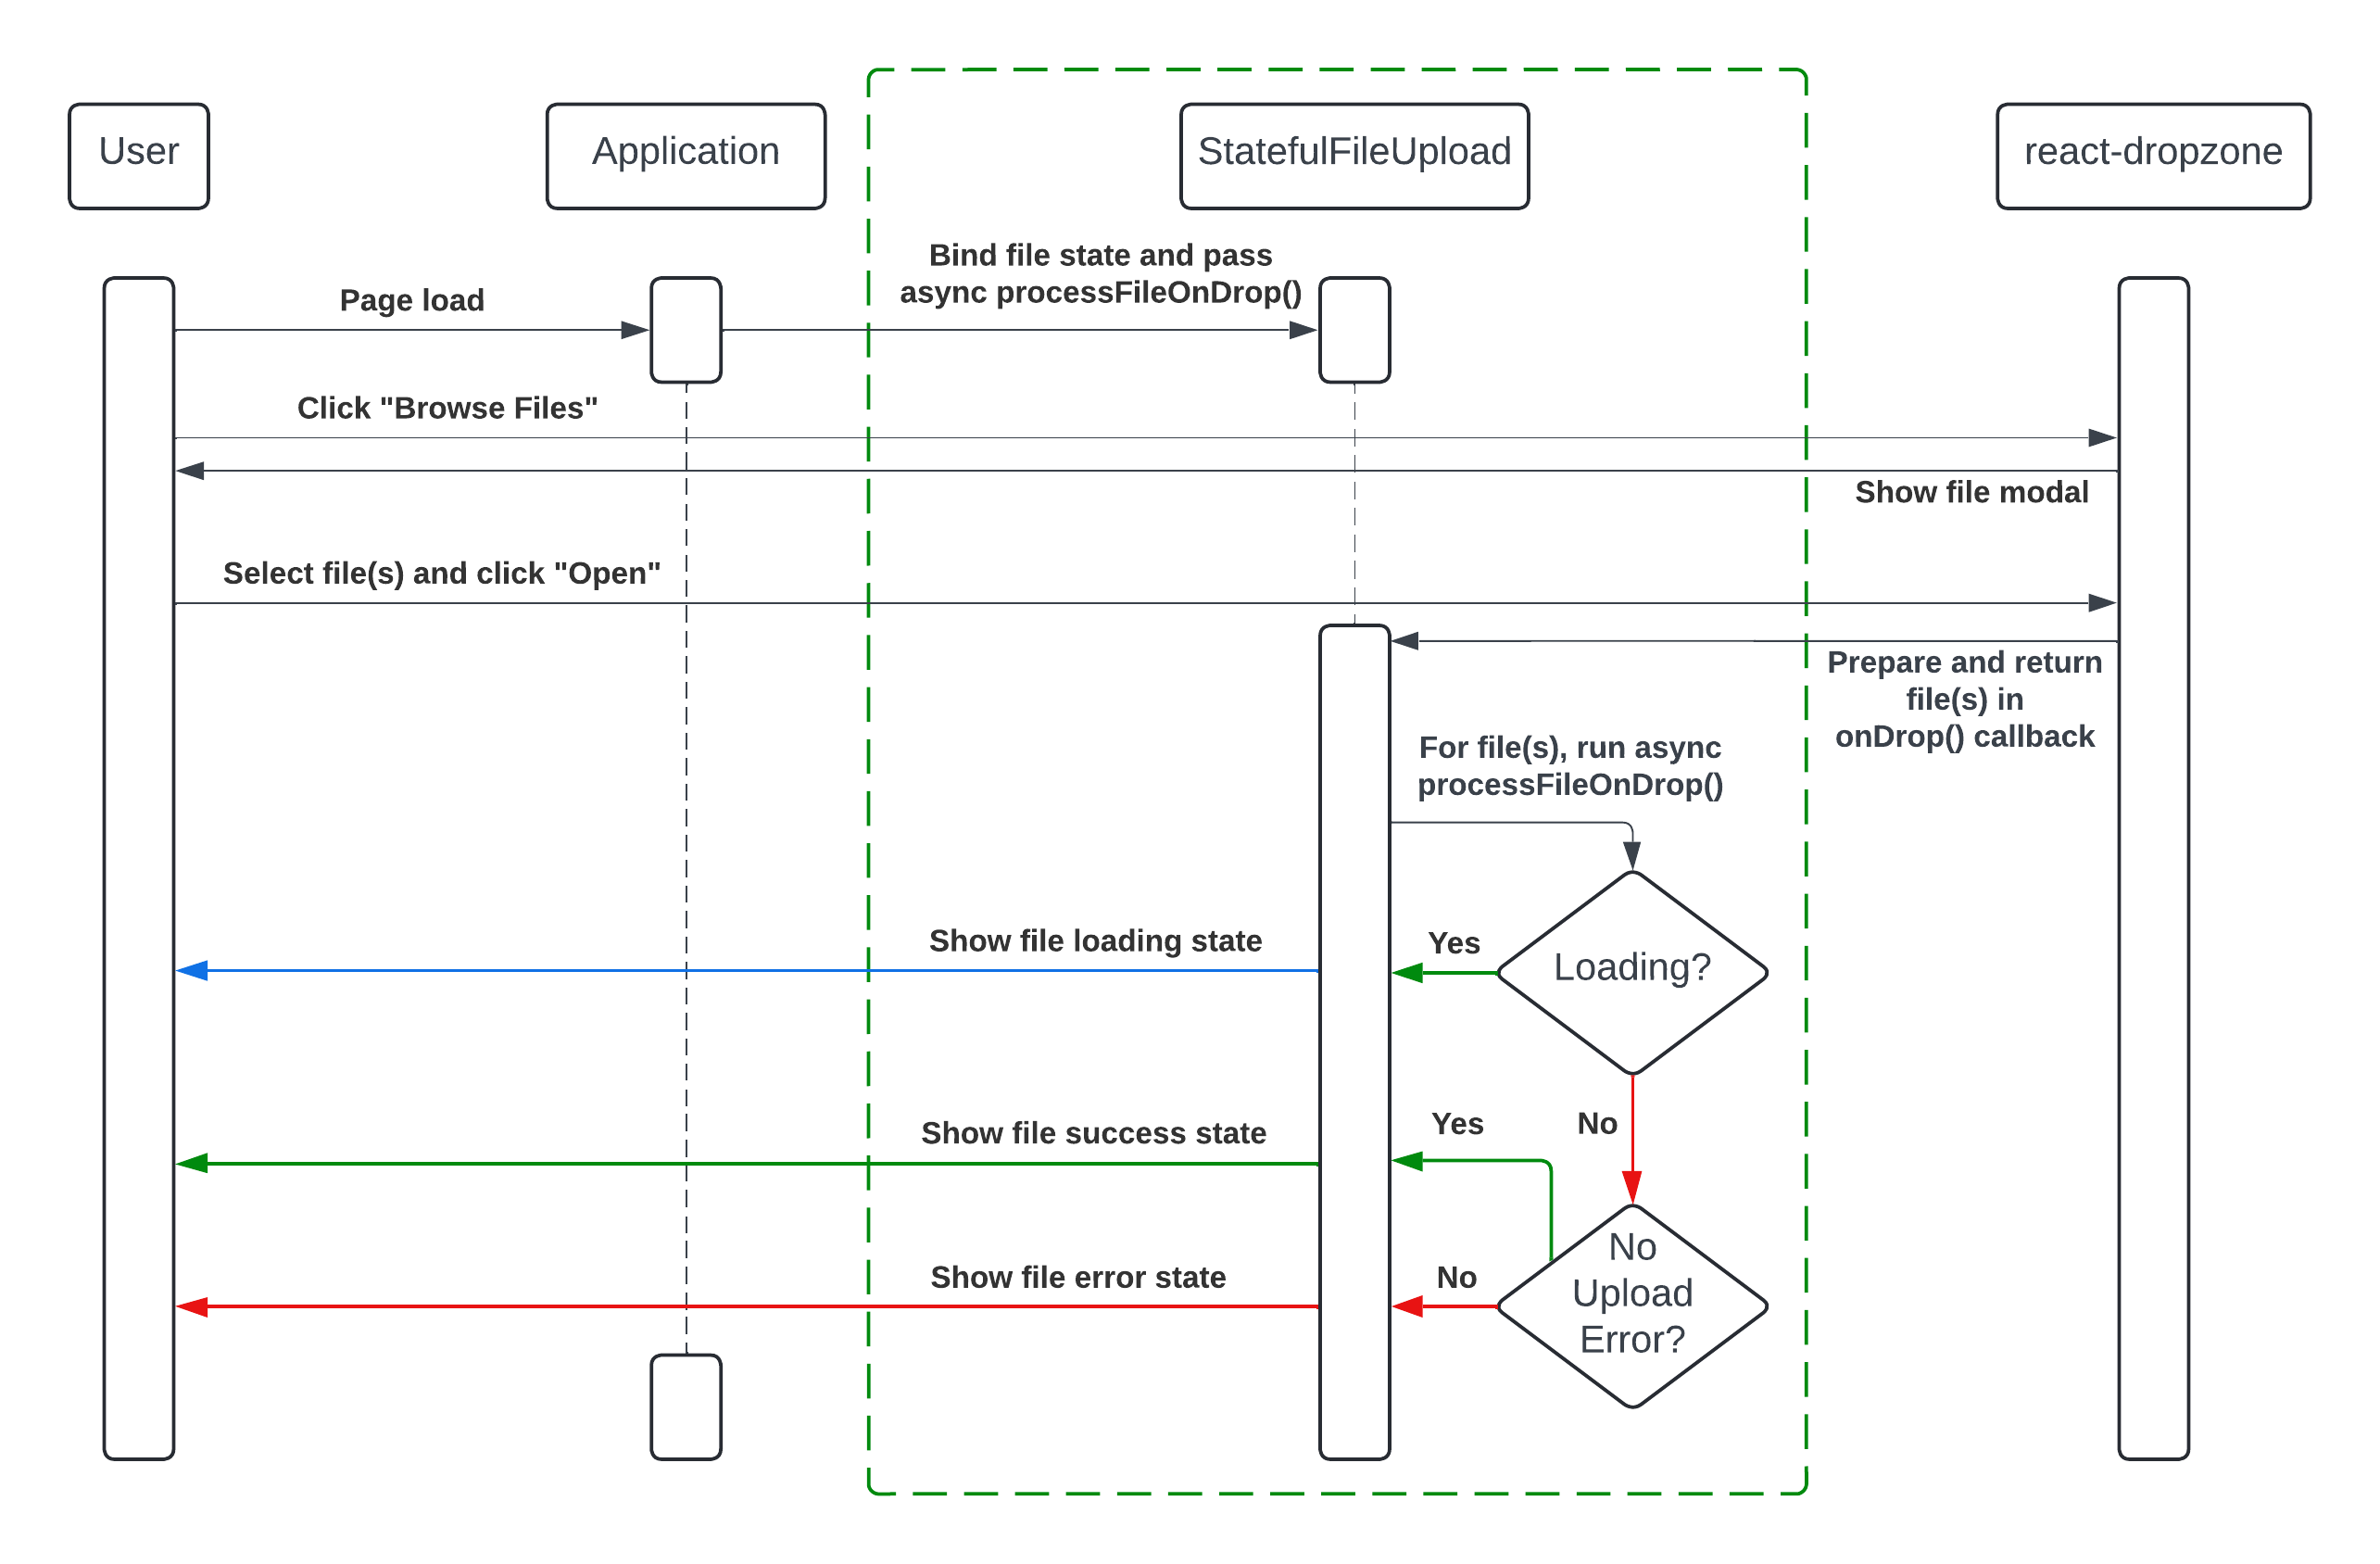 User
Application
StatefulFileUpload
react-dropzone
Bind file state and pass
async processFileOnDrop()
Page load
Click "Browse Files"
Show file modal
Select file(s) and click "Open"
Prepare and return
file(s) in
onDrop() callback
For file(s), run async
processFileOnDrop()
Show file loading state
Yes
Loading?
Show file success state
Yes
No
Show file error state
No
No
Upload
Error?